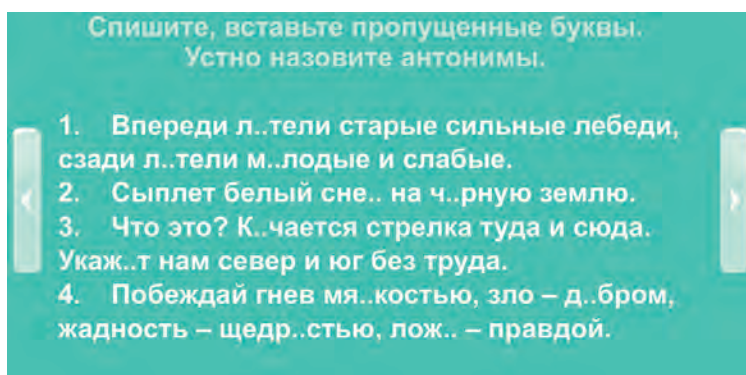 Спишите, вставьте пропущенные буквы.
Устно назовите антонимы.
1. Впереди л..тели старые сильные лебеди,
сзади л..тели м..лодые и слабые.
2. Сыплет белый сне.. на ч..рную землю.
3. Что это? К..чается стрелка туда и сюда.
Укаж..т нам север и юг без труда.
4. Побеждай гнев мя..костью, зло – д..бром,
жадность – щедр..стью, лож.. – правдой.